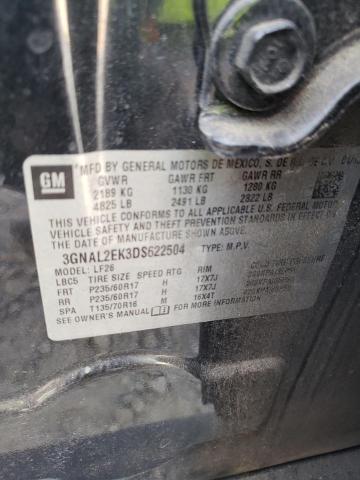 GM
MFD BY GENERAL MOTORS DE MEXICO, S. DE R.L. DE C.V.
GVWR GAWR FRT GAWR RR
2189 KG 1130 KG 1280 KG
4825 LB 2491 LB 2822 LB
THIS VEHICLE CONFORMS TO ALL APPLICABLE U.S. FEDERAL MOTOR
VEHICLE SAFETY AND THEFT PREVENTION STANDARDS IN EFFECT ON
THE DATE OF MANUFACTURE SHOWN ABOVE.
3GNAL2EK3DS622504 TYPE: M.P.V.
MODEL: LF26
LBC5 TIRE SIZE SPEED RTG RIM
FRT P235/60R17 H 17X7J
RR P235/60R17 H 17X7J
SPA T135/70R16 M 16X4T
SEE OWNER MANUAL FOR MORE INFORMATION.